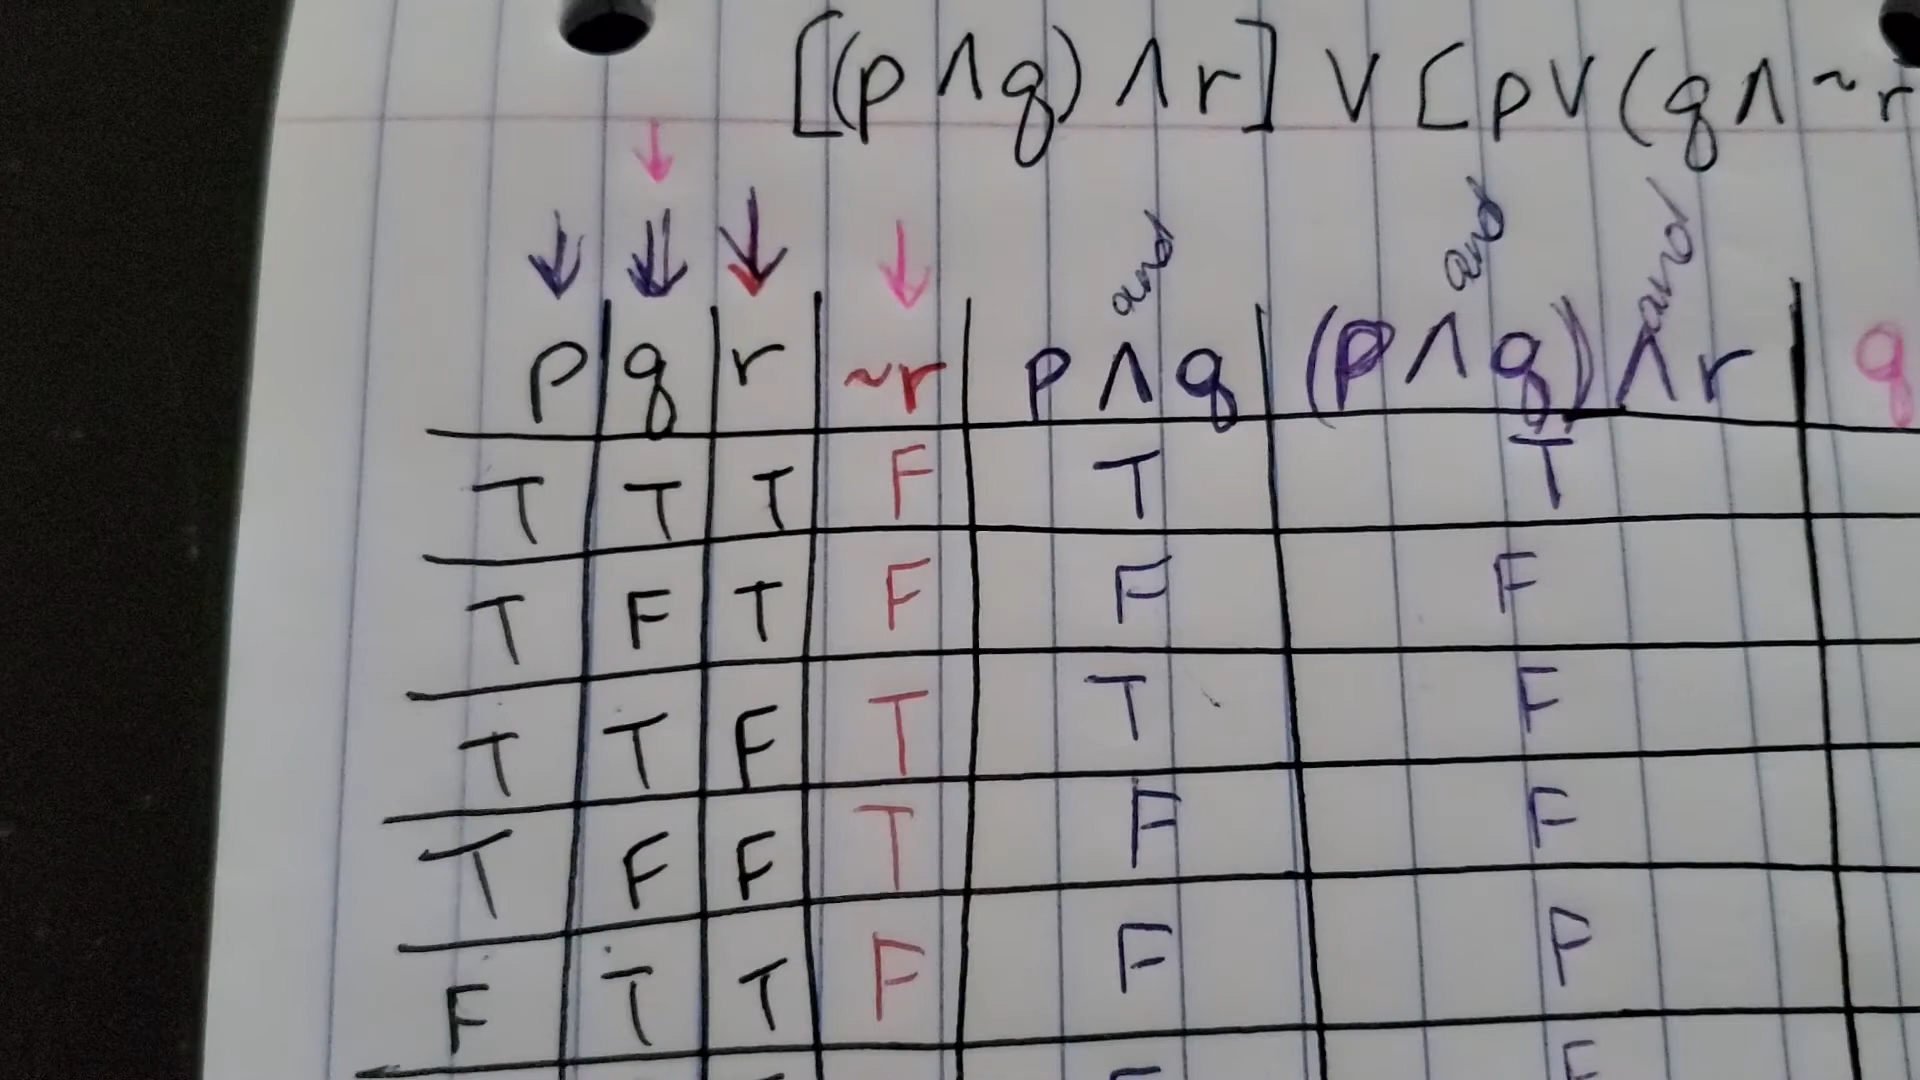 [(p ∧ q) ∧ r] ∨ [p ∨ (q ∧ ~r
and and and
p q r ~r p ∧ q (p ∧ q) ∧ r q
T T T F T T
T F T F F F
T T F T T F
T F F T F F
F T T F F F
F